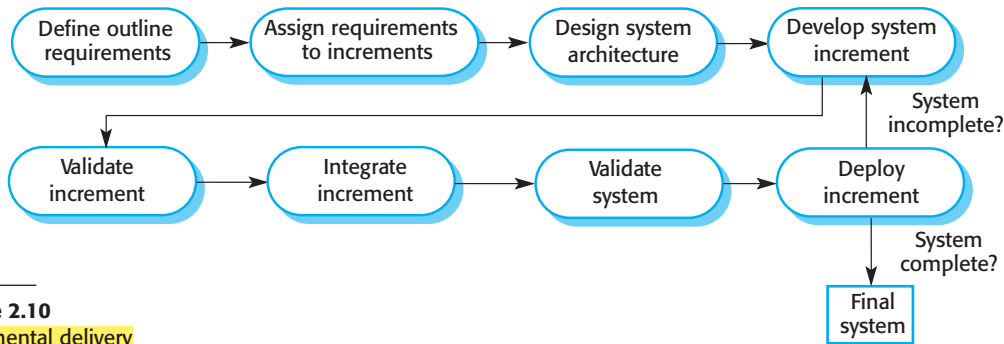 Define outline
requirements
Assign requirements
to increments
Design system
architecture
Develop system
increment
System
incomplete?
Validate
increment
Integrate
increment
Validate
system
Deploy
increment
System
complete?
Final
system
2.10
mental delivery